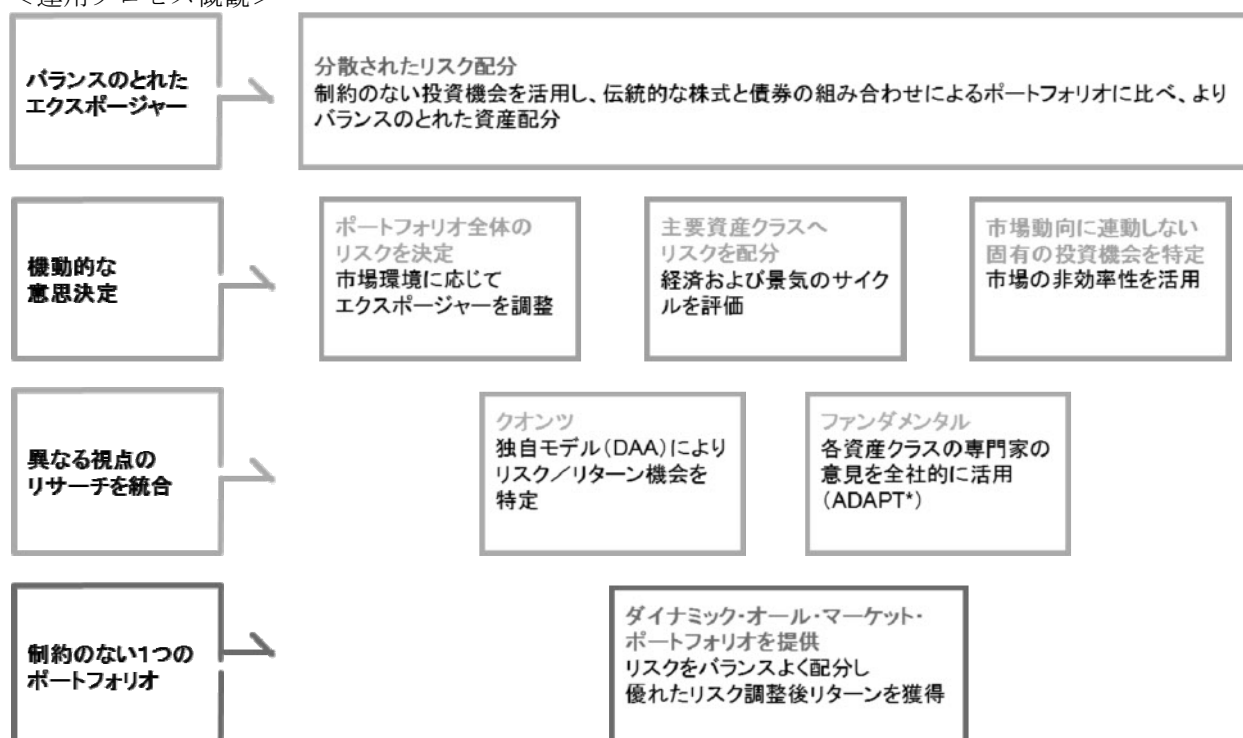 <運用プロセス概観>
バランスのとれた
エクスポージャー
分散されたリスク配分
制約のない投資機会を活用し、伝統的な株式と債券の組み合わせによるポートフォリオに比べ、より
バランスのとれた資産配分
機動的な
意思決定
ポートフォリオ全体の
リスクを決定
市場環境に応じて
エクスポージャーを調整
主要資産クラスへ
リスクを配分
経済および景気のサイク
ルを評価
市場動向に連動しない
固有の投資機会を特定
市場の非効率性を活用
異なる視点の
リサーチを統合
クオンツ
独自モデル(DAA)により
リスク/リターン機会を
特定
ファンダメンタル
各資産クラスの専門家の
意見を全社的に活用
(ADAPT*)
制約のない1つの
ポートフォリオ
ダイナミック・オール・マーケット・
ポートフォリオを提供
リスクをバランスよく配分し
優れたリスク調整後リターンを獲得